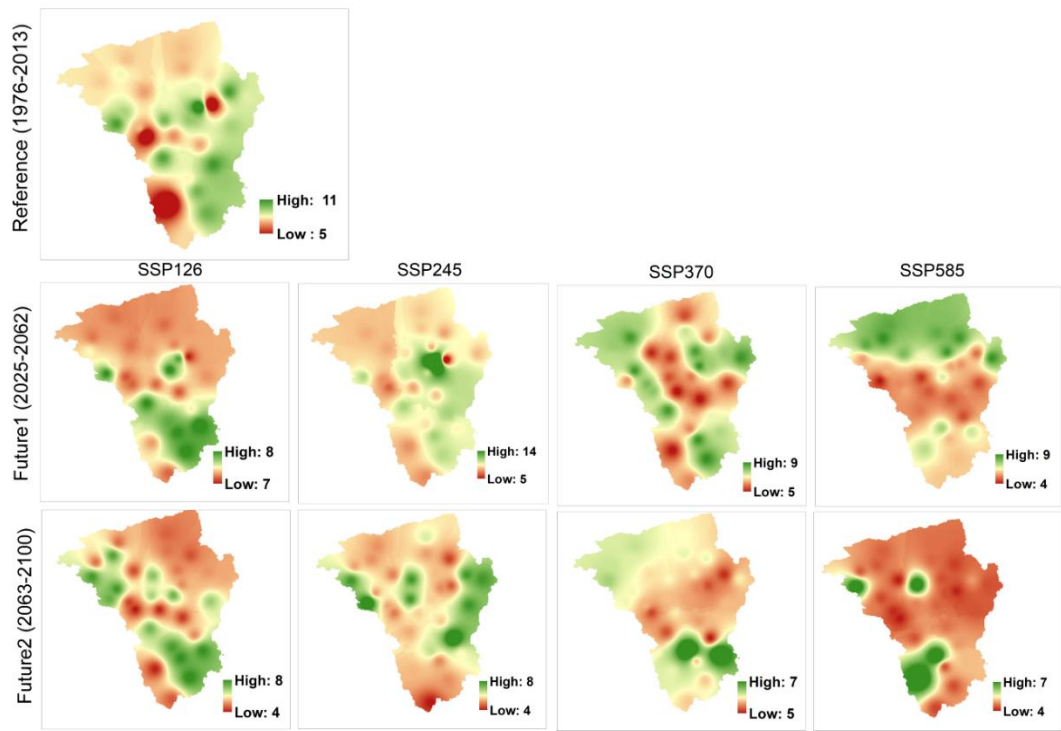 Reference (1976-2013)
High: 11
Low : 5
SSP126
SSP245
SSP370
SSP585
Future1 (2025-2062)
High: 8
Low: 7
High: 14
Low: 5
High: 9
Low: 5
High: 9
Low: 4
Future2 (2063-2100)
High: 8
Low: 4
High: 8
Low: 4
High: 7
Low: 5
High: 7
Low: 4